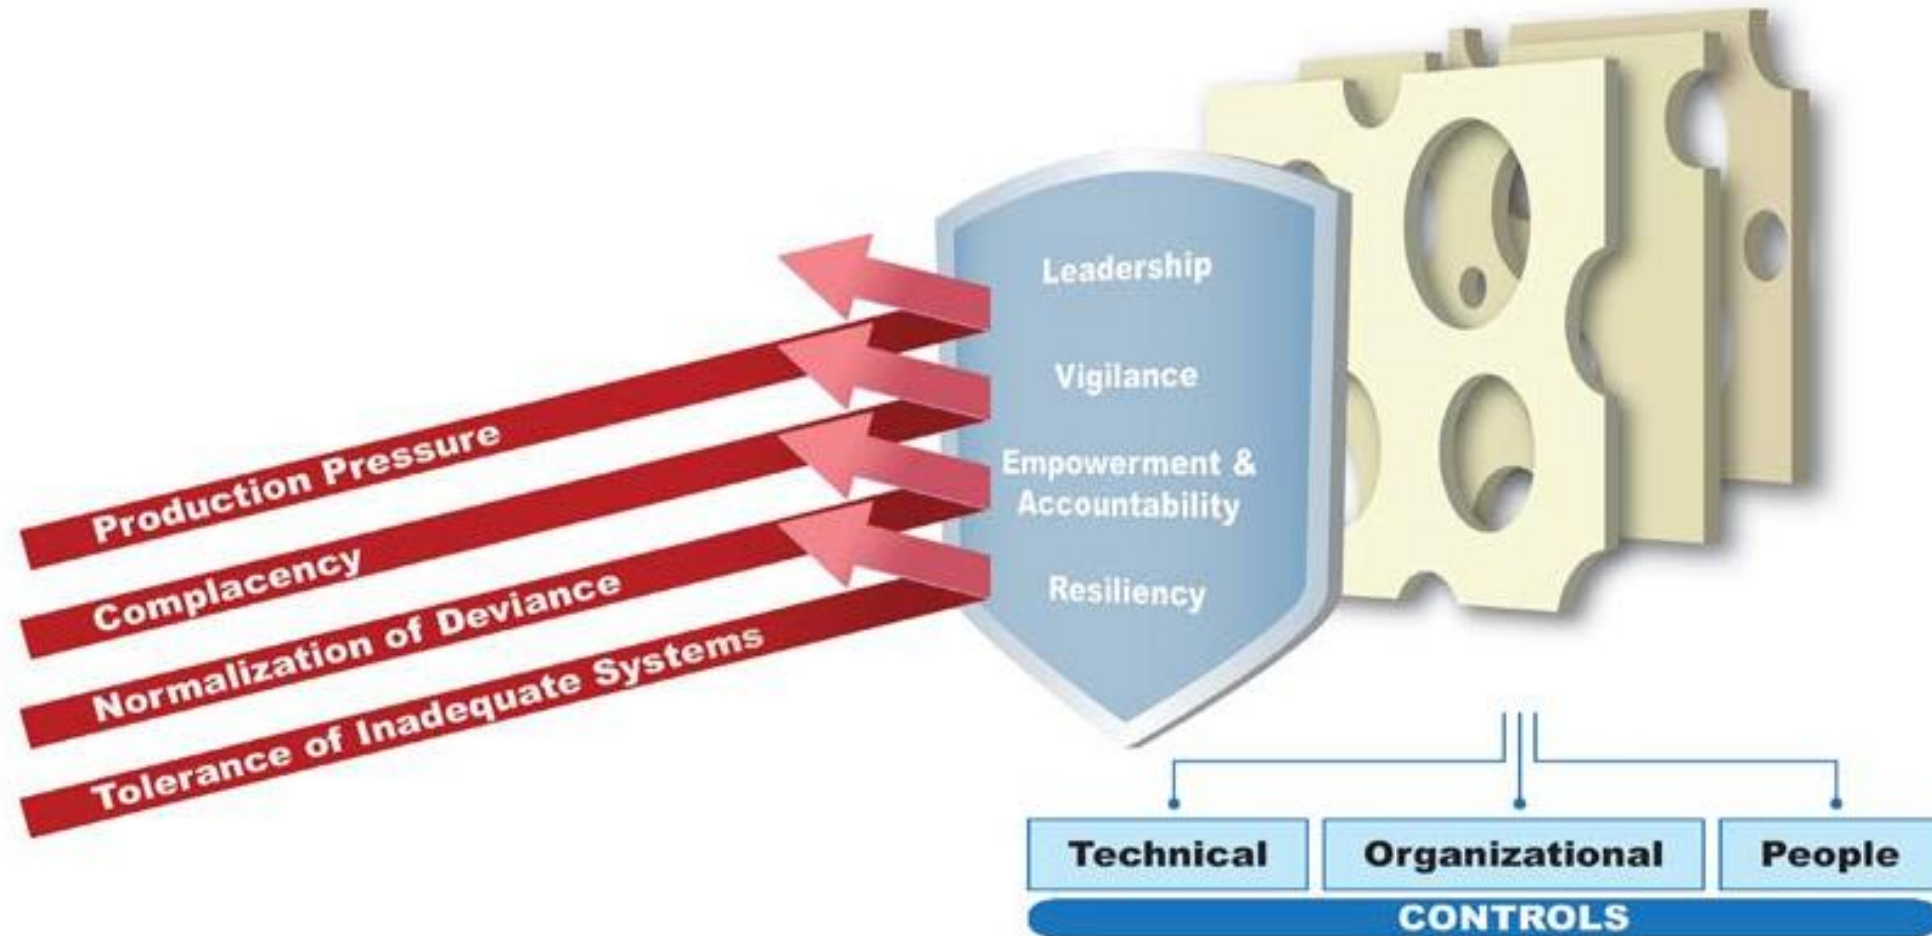 Production Pressure
Complacency
Normalization of Deviance
Tolerance of Inadequate Systems
Leadership
Vigilance
Empowerment &
Accountability
Resiliency
Technical
Organizational
People
CONTROLS